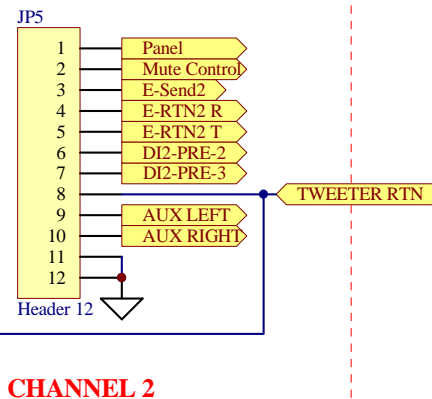 JP5
1 Panel
2 Mute Control
3 E-Send2
4 E-RTN2 R
5 E-RTN2 T
6 DI2-PRE-2
7 DI2-PRE-3
8 TWEETER RTN
9 AUX LEFT
10 AUX RIGHT
11
12
Header 12
CHANNEL 2